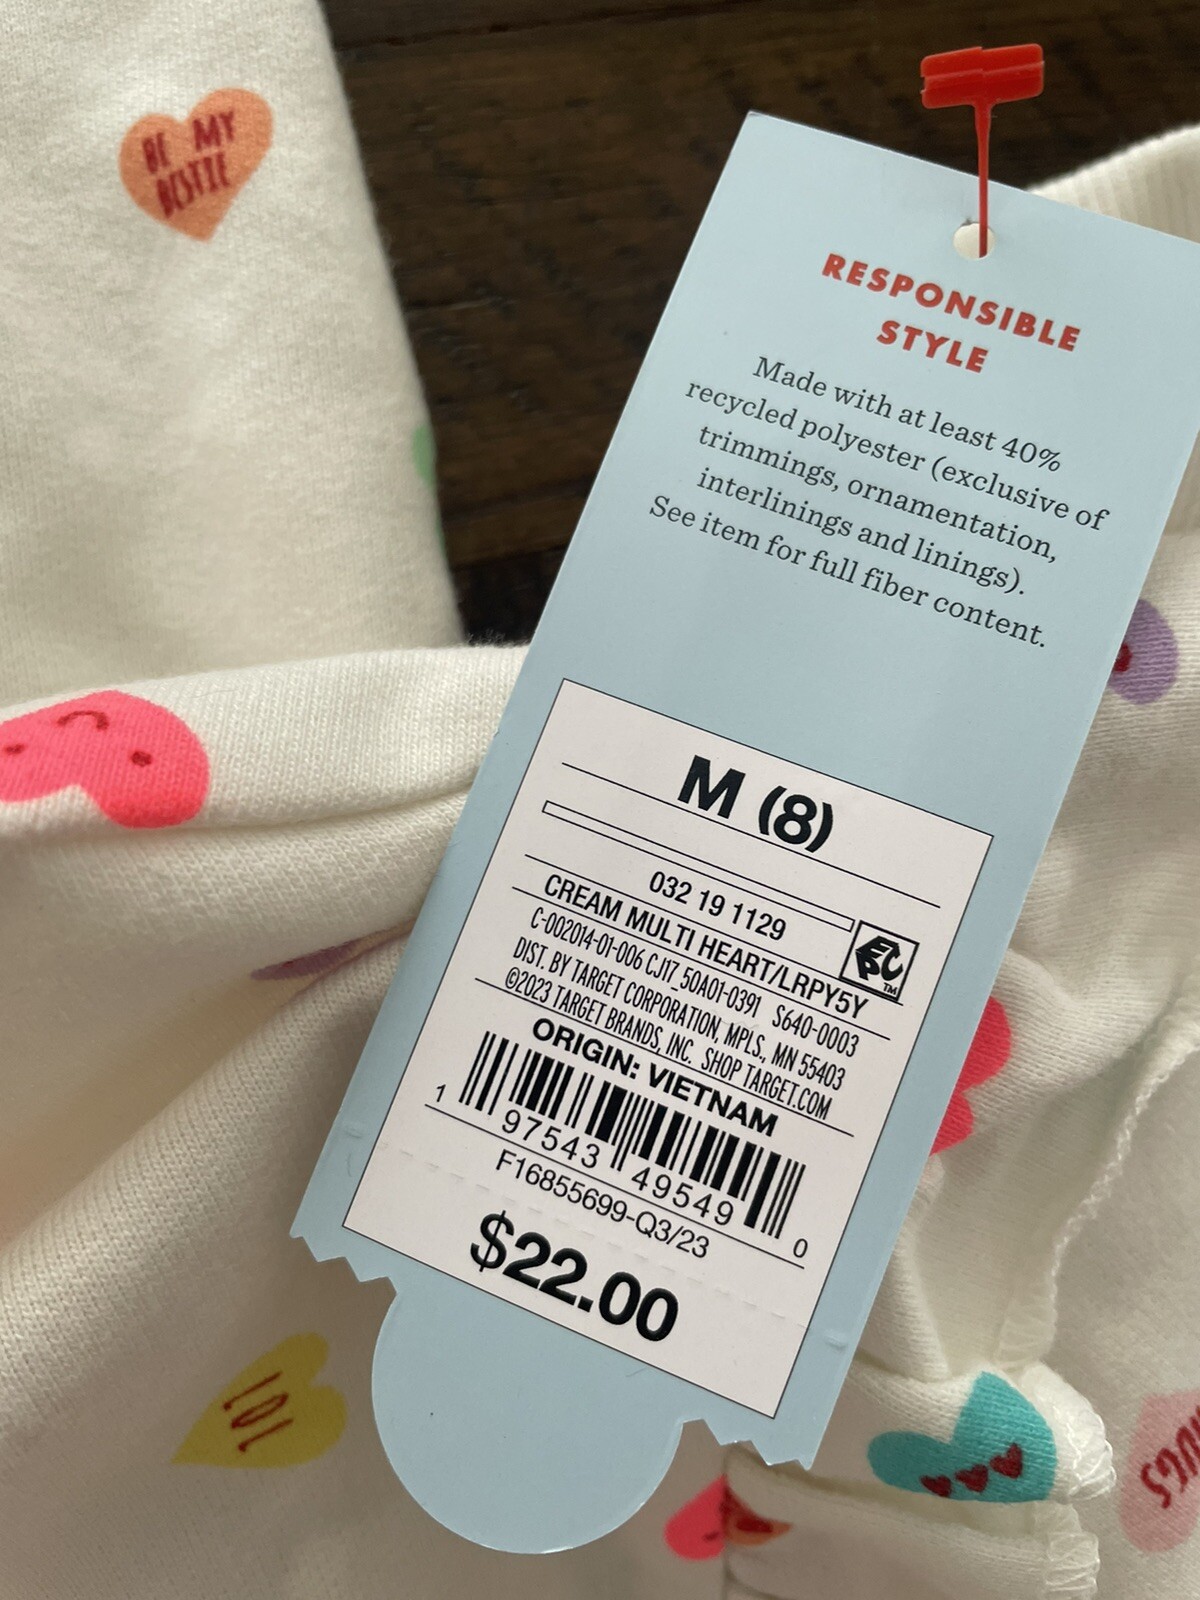 BE MY
BESTIE
RESPONSIBLE
STYLE
Made with at least 40%
recycled polyester (exclusive of
trimmings, ornamentation,
interlinings and linings).
See item for full fiber content.
M (8)
032 19 1129
CREAM MULTI HEART/LRPY5Y
EPC TM
C-002014-01-006 CJ17_50A01-0391 S640-0003
DIST. BY TARGET CORPORATION, MPLS., MN 55403
©2023 TARGET BRANDS, INC. SHOP TARGET.COM
ORIGIN: VIETNAM
1 97543 49549 0
F16855699-Q3/23
$22.00
LOL
HUGS